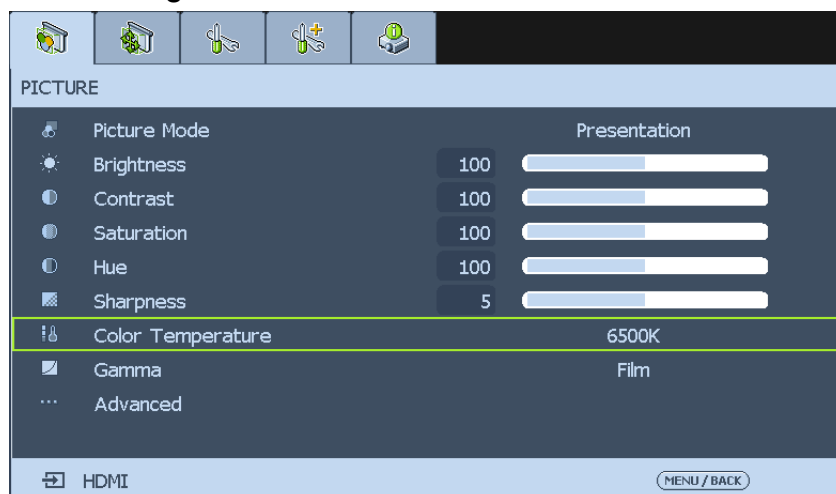 PICTURE
Picture Mode Presentation
Brightness 100
Contrast 100
Saturation 100
Hue 100
Sharpness 5
Color Temperature 6500K
Gamma Film
Advanced
HDMI MENU / BACK